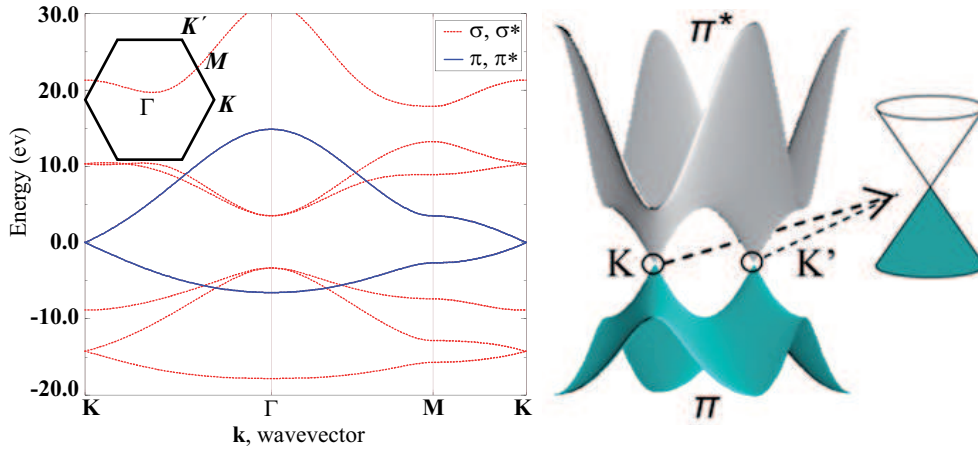 30.0
20.0
10.0
0.0
-10.0
-20.0
Energy (ev)
K′
M
K
Γ
σ, σ*
π, π*
K
Γ
M
K
k, wavevector
π*
K
K'
π